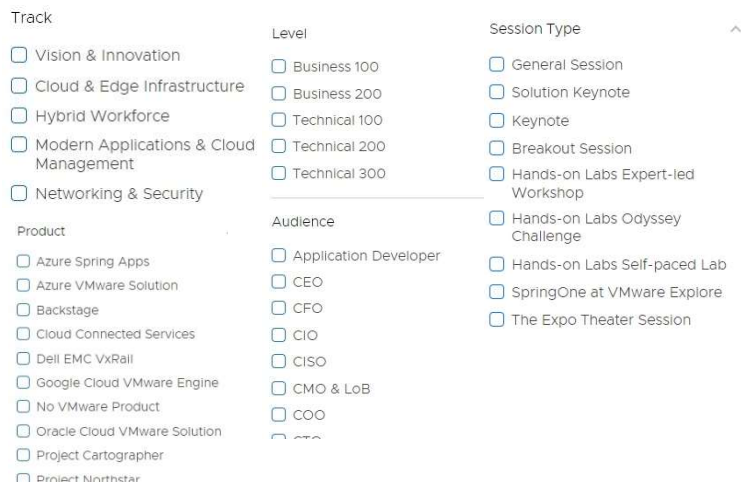 Track
Vision & Innovation
Cloud & Edge Infrastructure
Hybrid Workforce
Modern Applications & Cloud
Management
Networking & Security
Product
Azure Spring Apps
Azure VMware Solution
Backstage
Cloud Connected Services
Dell EMC VxRail
Google Cloud VMware Engine
No VMware Product
Oracle Cloud VMware Solution
Project Cartographer
Project Northstar
Level
Business 100
Business 200
Technical 100
Technical 200
Technical 300
Audience
Application Developer
CEO
CFO
CIO
CISO
CMO & LoB
COO
CTO
Session Type
General Session
Solution Keynote
Keynote
Breakout Session
Hands-on Labs Expert-led
Workshop
Hands-on Labs Odyssey
Challenge
Hands-on Labs Self-paced Lab
SpringOne at VMware Explore
The Expo Theater Session